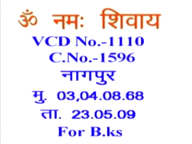 ॐ नमः शिवाय
VCD No.-1110
C.No.-1596
नागपुर
मु. 03,04.08.68
ता. 23.05.09
For B.ks